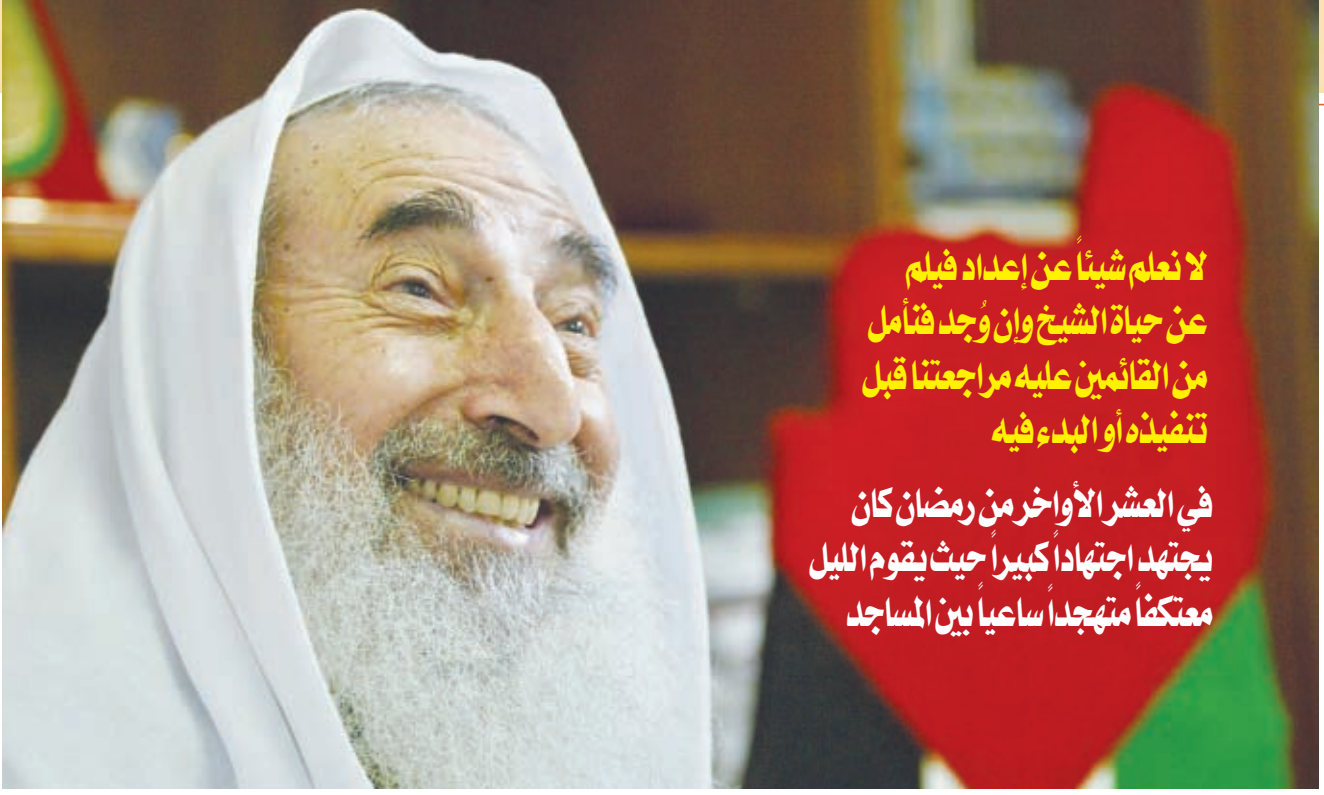 لا نعلم شيئاً عن إعداد فيلم
عن حياة الشيخ وإن وُجد فنأمل
من القائمين عليه مراجعتنا قبل
تنفيذه أو البدء فيه
في العشر الأواخر من رمضان كان
يجتهد اجتهاداً كبيراً حيث يقوم الليل
معتكفاً متهجداً ساعياً بين المساجد